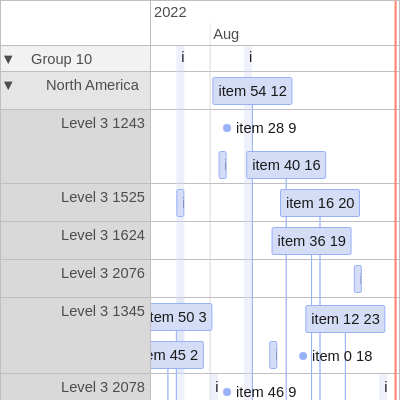 2022
Aug
▼ Group 10 i i
▼ North America item 54 12
Level 3 1243 item 28 9
i item 40 16
Level 3 1525 i item 16 20
Level 3 1624 item 36 19
Level 3 2076 i
Level 3 1345 item 50 3 item 12 23
item 45 2 i item 0 18
Level 3 2078 i item 46 9 i